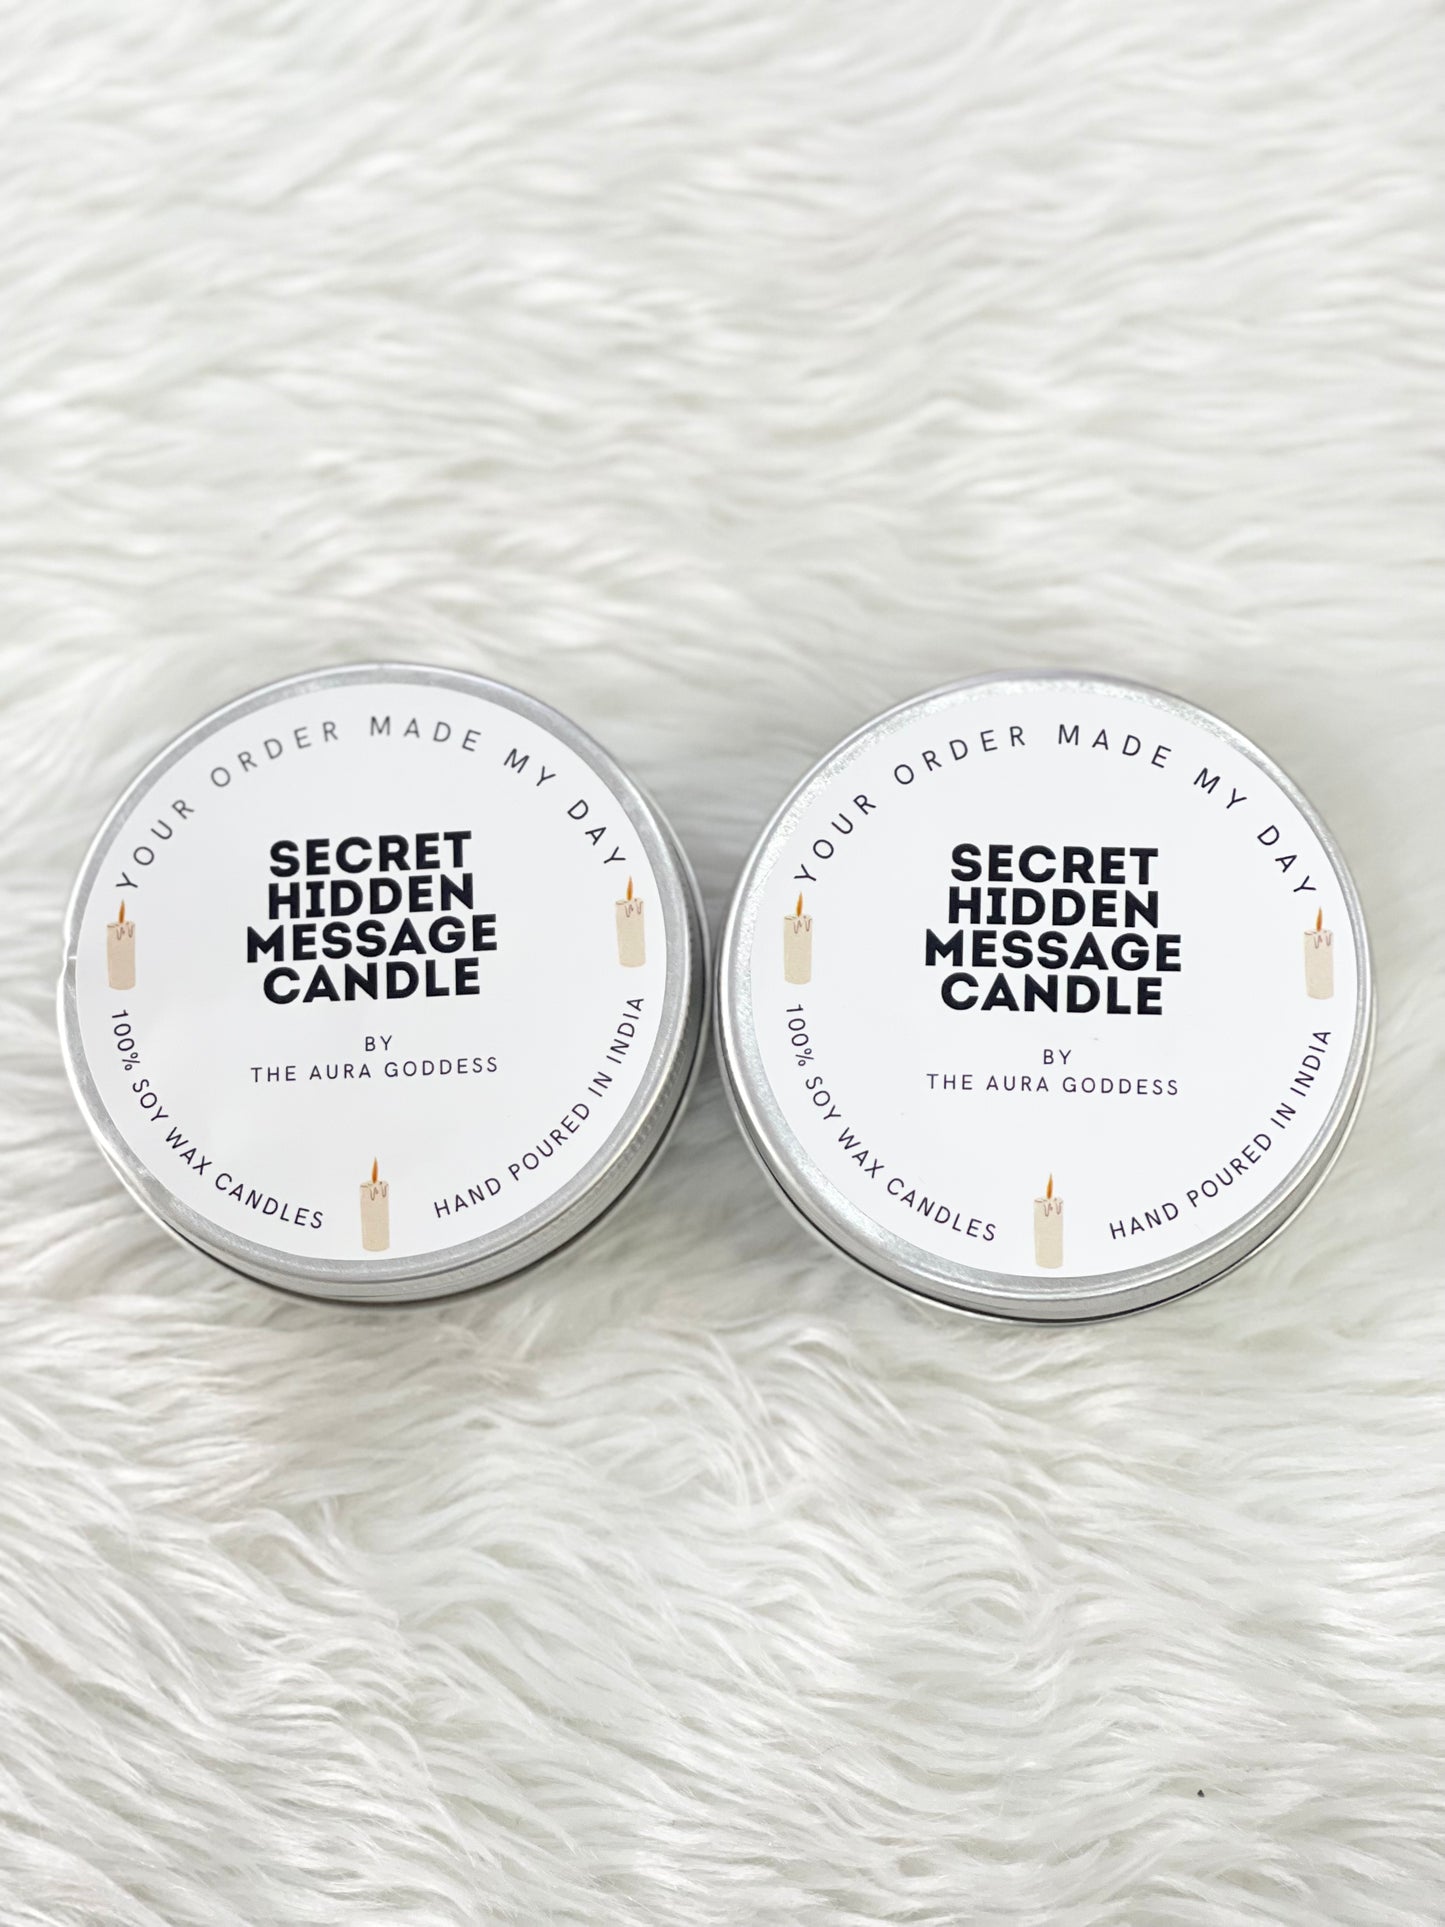 YOUR ORDER MADE MY DAY
SECRET
HIDDEN
MESSAGE
CANDLE
BY
THE AURA GODDESS
100% SOY WAX CANDLES
HAND POURED IN INDIA
YOUR ORDER MADE MY DAY
SECRET
HIDDEN
MESSAGE
CANDLE
BY
THE AURA GODDESS
100% SOY WAX CANDLES
HAND POURED IN INDIA